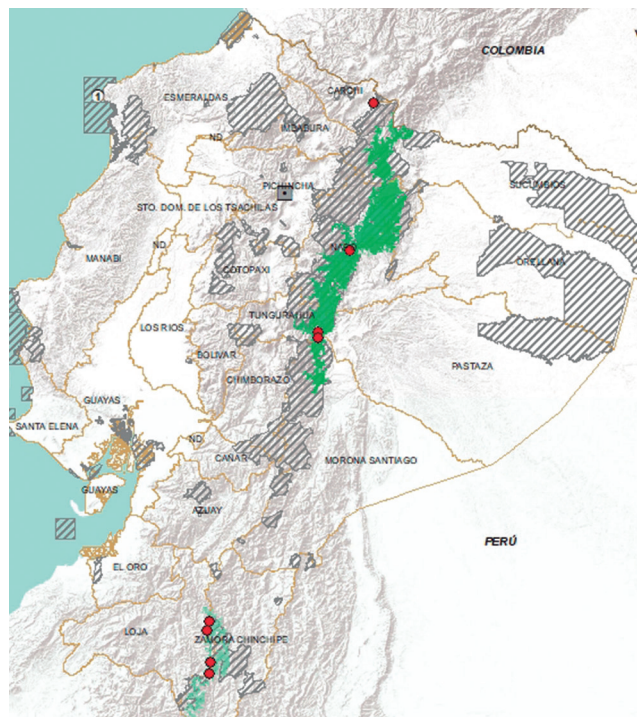 COLOMBIA
CARCHI
1
ESMERALDAS
IMBABURA
ND
PICHINCHA
SUCUMBIOS
STO. DOM. DE LOS TSACHILAS
NAPO
ND
MANABI
COTOPAXI
ORELLANA
TUNGURAHUA
LOS RIOS
BOLIVAR
PASTAZA
CHIMBORAZO
GUAYAS
SANTA ELENA
ND
CAÑAR
MORONA SANTIAGO
GUAYAS
AZUAY
PERÚ
EL ORO
LOJA
ZAMORA CHINCHIPE